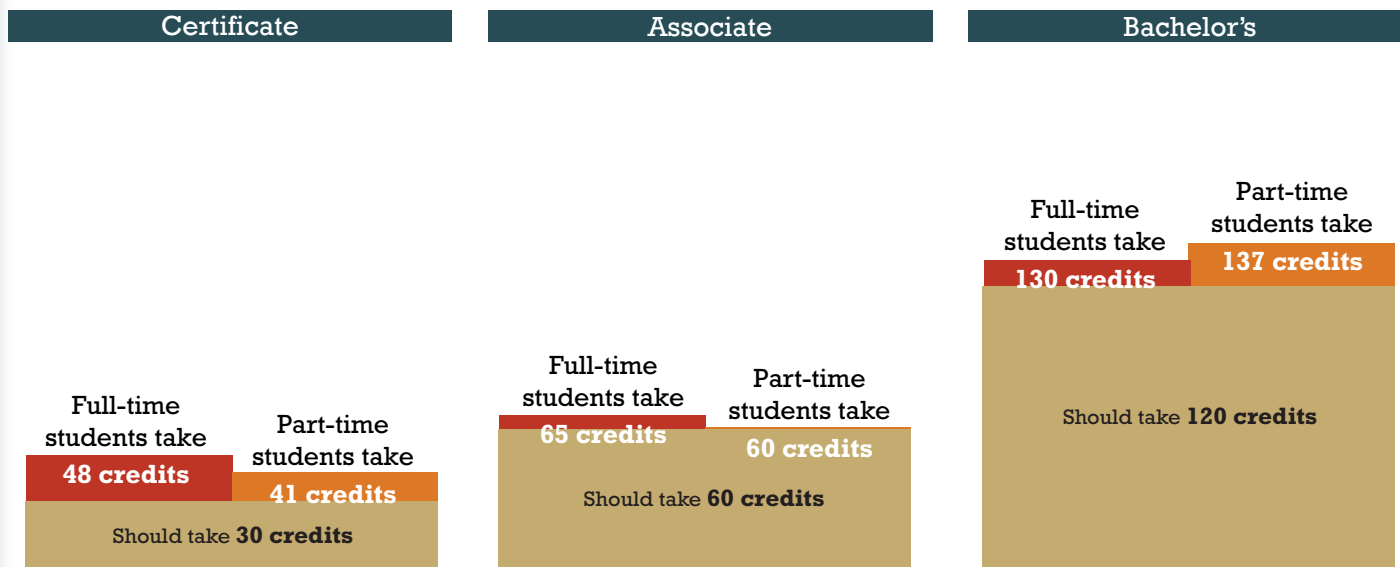 Certificate
Full-time
students take
48 credits
Part-time
students take
41 credits
Should take 30 credits
Associate
Full-time
students take
65 credits
Part-time
students take
60 credits
Should take 60 credits
Bachelor's
Full-time
students take
130 credits
Part-time
students take
137 credits
Should take 120 credits